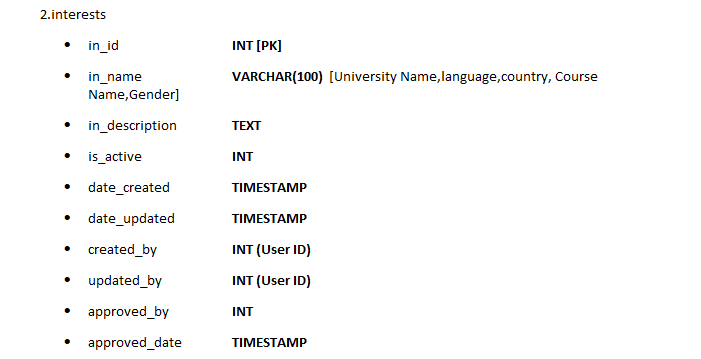 2.interests
• in_id INT [PK]
• in_name VARCHAR(100) [University Name,language,country, Course
Name,Gender]
• in_description TEXT
• is_active INT
• date_created TIMESTAMP
• date_updated TIMESTAMP
• created_by INT (User ID)
• updated_by INT (User ID)
• approved_by INT
• approved_date TIMESTAMP